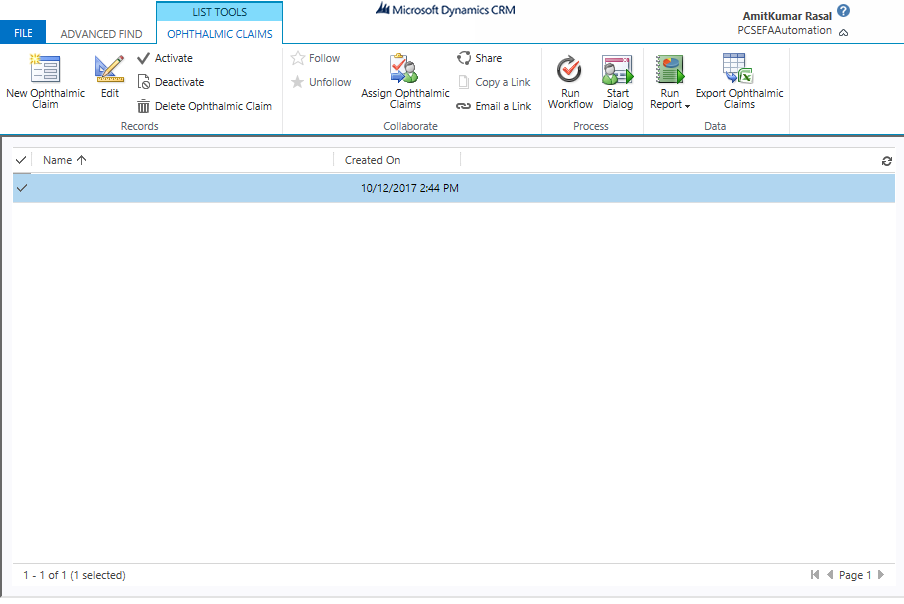 LIST TOOLS
Microsoft Dynamics CRM
AmitKumar Rasal
?
PCSEFAAutomation
FILE
ADVANCED FIND
OPHTHALMIC CLAIMS
New Ophthalmic
Claim
Edit
Activate
Deactivate
Delete Ophthalmic Claim
Records
Follow
Unfollow
Assign Ophthalmic
Claims
Share
Copy a Link
Email a Link
Collaborate
Run
Workflow
Start
Dialog
Process
Run
Report
Export Ophthalmic
Claims
Data
Name
Created On
10/12/2017 2:44 PM
1 - 1 of 1 (1 selected)
Page 1